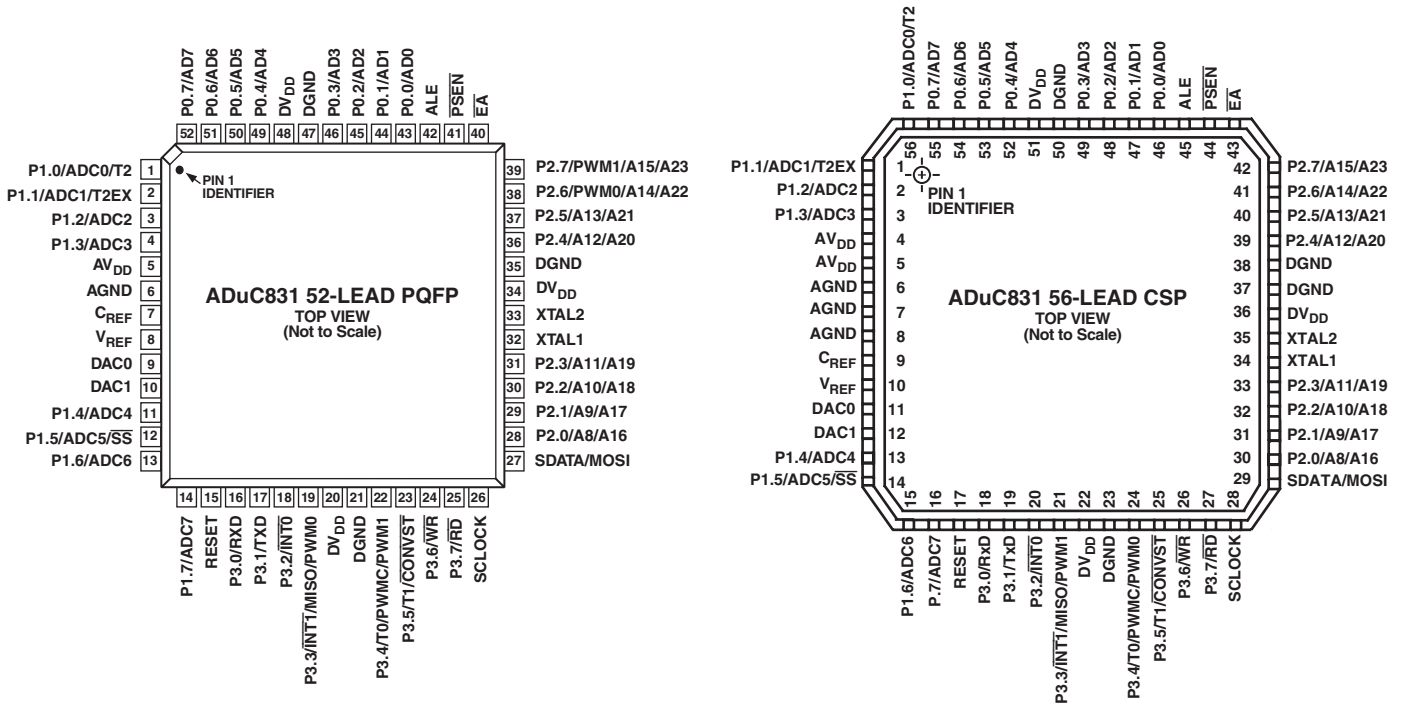 P0.7/AD7
P0.6/AD6
P0.5/AD5
P0.4/AD4
DVDD
DGND
P0.3/AD3
P0.2/AD2
P0.1/AD1
P0.0/AD0
ALE
PSEN
EA
52 51 50 49 48 47 46 45 44 43 42 41 40
P1.0/ADC0/T2 1
P1.1/ADC1/T2EX 2
P1.2/ADC2 3
P1.3/ADC3 4
AVDD 5
AGND 6
CREF 7
VREF 8
DAC0 9
DAC1 10
P1.4/ADC4 11
P1.5/ADC5/SS 12
P1.6/ADC6 13
PIN 1
IDENTIFIER
ADuC831 52-LEAD PQFP
TOP VIEW
(Not to Scale)
39 P2.7/PWM1/A15/A23
38 P2.6/PWM0/A14/A22
37 P2.5/A13/A21
36 P2.4/A12/A20
35 DGND
34 DVDD
33 XTAL2
32 XTAL1
31 P2.3/A11/A19
30 P2.2/A10/A18
29 P2.1/A9/A17
28 P2.0/A8/A16
27 SDATA/MOSI
14 15 16 17 18 19 20 21 22 23 24 25 26
P1.7/ADC7
RESET
P3.0/RXD
P3.1/TXD
P3.2/INT0
P3.3/INT1/MISO/PWM0
DVDD
DGND
P3.4/T0/PWMC/PWM1
P3.5/T1/CONVST
P3.6/WR
P3.7/RD
SCLOCK
P1.0/ADC0/T2
P0.7/AD7
P0.6/AD6
P0.5/AD5
P0.4/AD4
DVDD
DGND
P0.3/AD3
P0.2/AD2
P0.1/AD1
P0.0/AD0
ALE
PSEN
EA
56 55 54 53 52 51 50 49 48 47 46 45 44 43
P1.1/ADC1/T2EX 1
P1.2/ADC2 2
P1.3/ADC3 3
AVDD 4
AVDD 5
AGND 6
AGND 7
AGND 8
CREF 9
VREF 10
DAC0 11
DAC1 12
P1.4/ADC4 13
P1.5/ADC5/SS 14
PIN 1
IDENTIFIER
ADuC831 56-LEAD CSP
TOP VIEW
(Not to Scale)
42 P2.7/A15/A23
41 P2.6/A14/A22
40 P2.5/A13/A21
39 P2.4/A12/A20
38 DGND
37 DGND
36 DVDD
35 XTAL2
34 XTAL1
33 P2.3/A11/A19
32 P2.2/A10/A18
31 P2.1/A9/A17
30 P2.0/A8/A16
29 SDATA/MOSI
15 16 17 18 19 20 21 22 23 24 25 26 27 28
P1.6/ADC6
P.7/ADC7
RESET
P3.0/RxD
P3.1/TxD
P3.2/INT0
P3.3/INT1/MISO/PWM1
DVDD
DGND
P3.4/T0/PWMC/PWM0
P3.5/T1/CONVST
P3.6/WR
P3.7/RD
SCLOCK